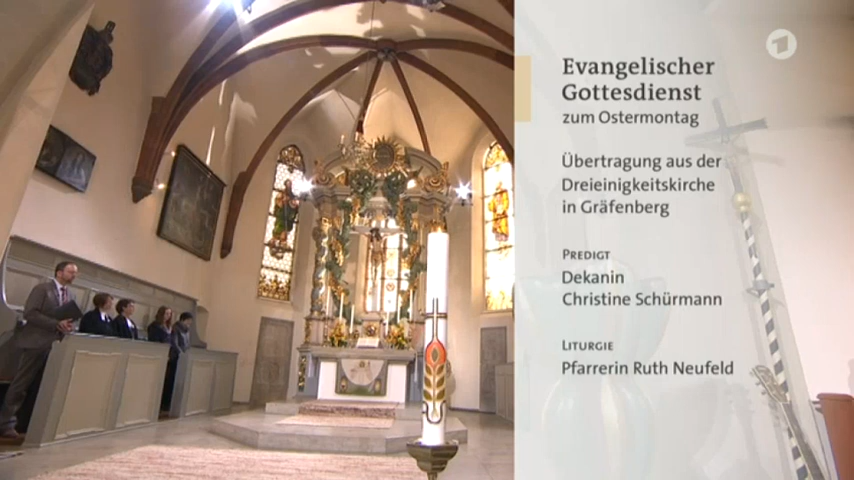 Evangelischer
Gottesdienst
zum Ostermontag
Übertragung aus der
Dreieinigkeitskirche
in Gräfenberg
PREDIGT
Dekanin
Christine Schürmann
LITURGIE
Pfarrerin Ruth Neufeld
1